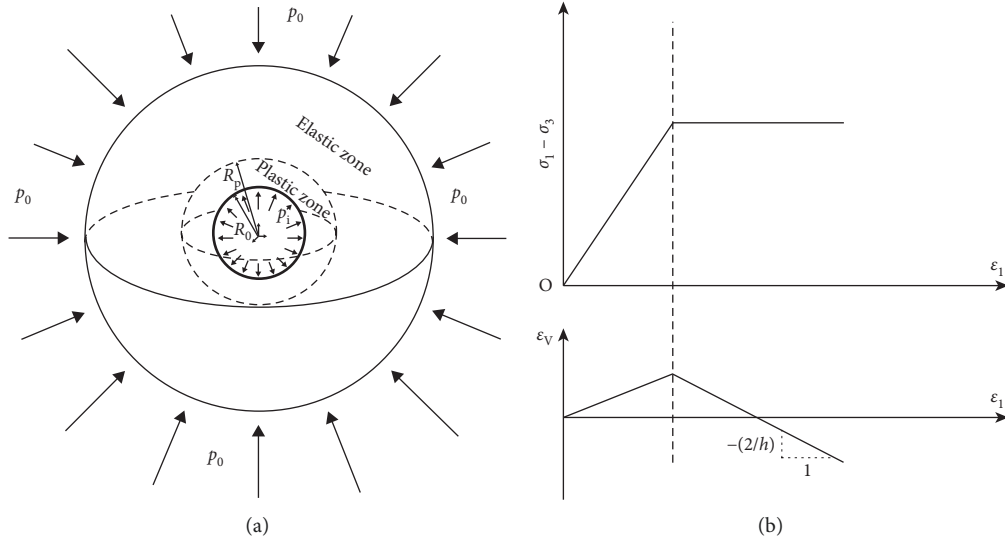 p0
p0
p0
p0
Elastic zone
Plastic zone
Rp
R0
pi
(a)
σ1 – σ3
O
ε1
εV
ε1
–(2/h)
1
(b)